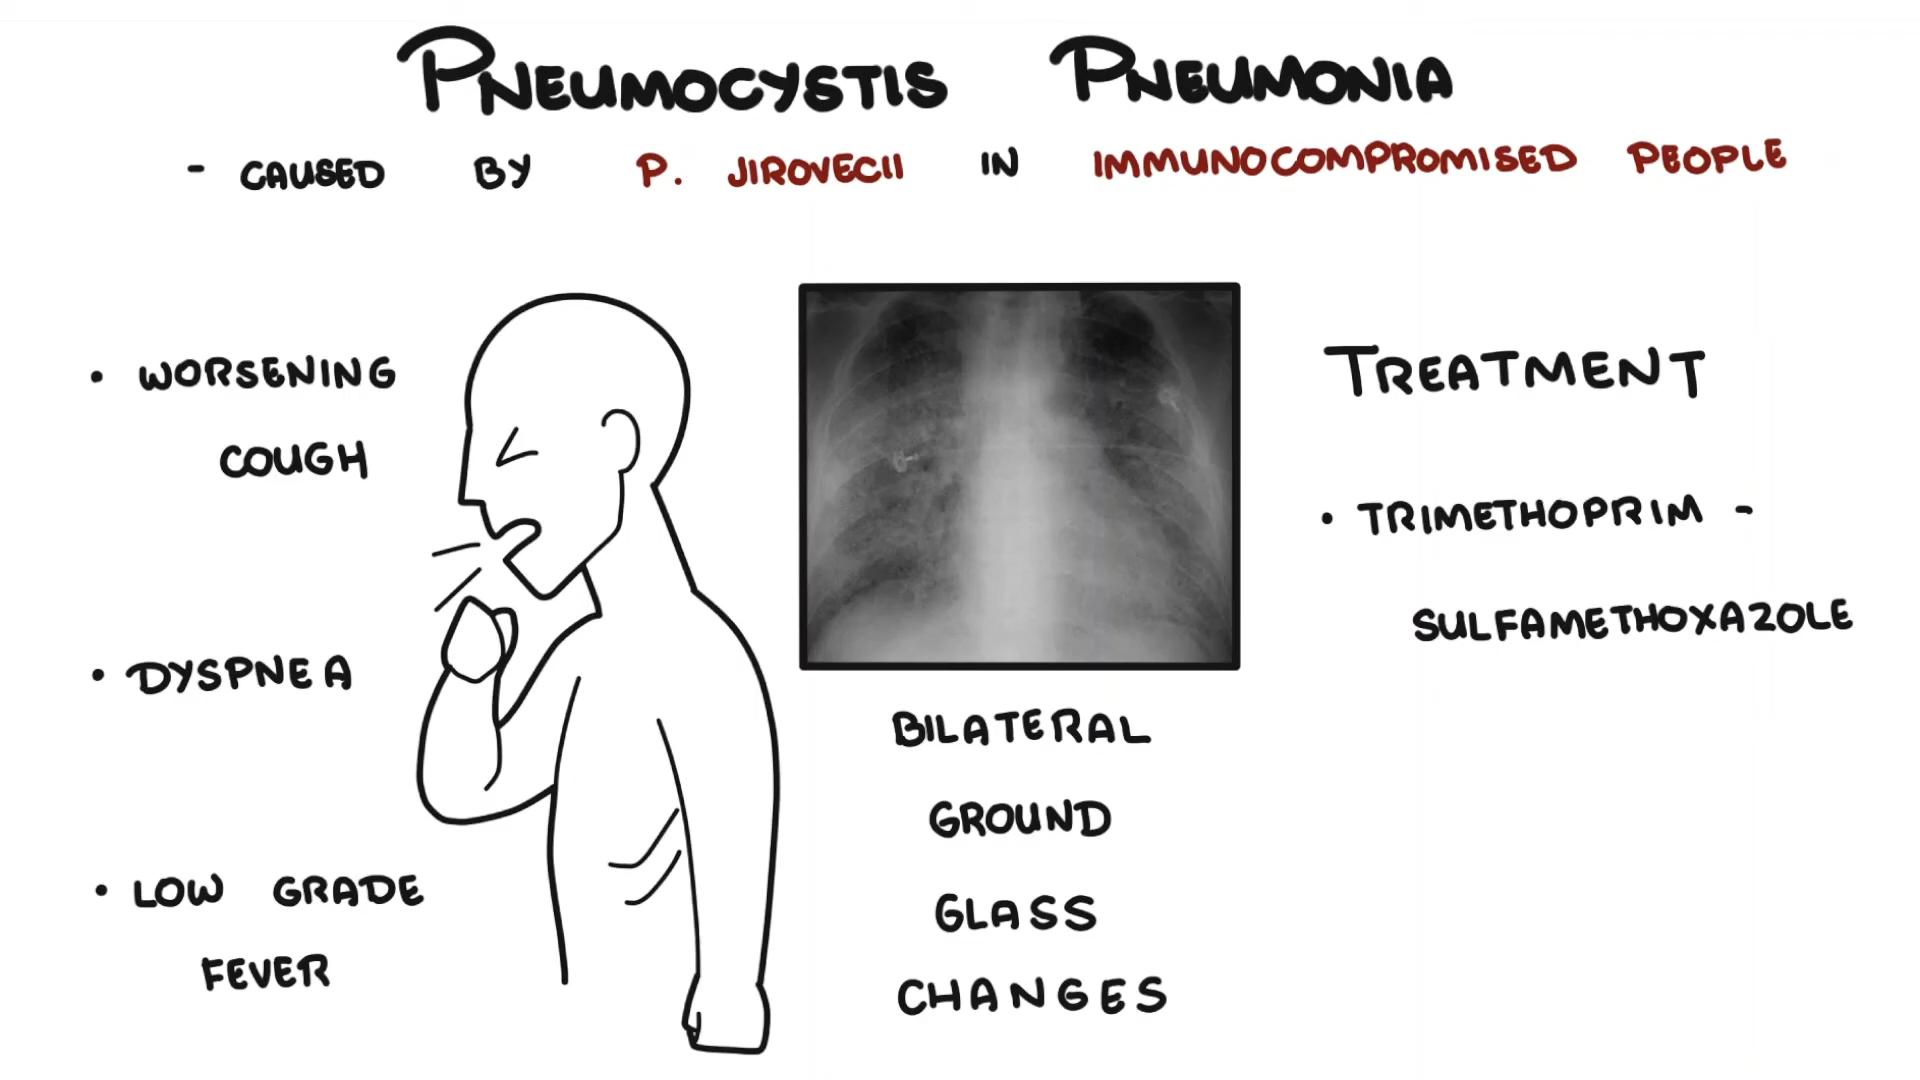 PNEUMOCYSTIS PNEUMONIA
- CAUSED BY P. JIROVECII IN IMMUNOCOMPROMISED PEOPLE
• WORSENING
COUGH
• DYSPNEA
• LOW GRADE
FEVER
BILATERAL
GROUND
GLASS
CHANGES
TREATMENT
• TRIMETHOPRIM -
SULFAMETHOXAZOLE